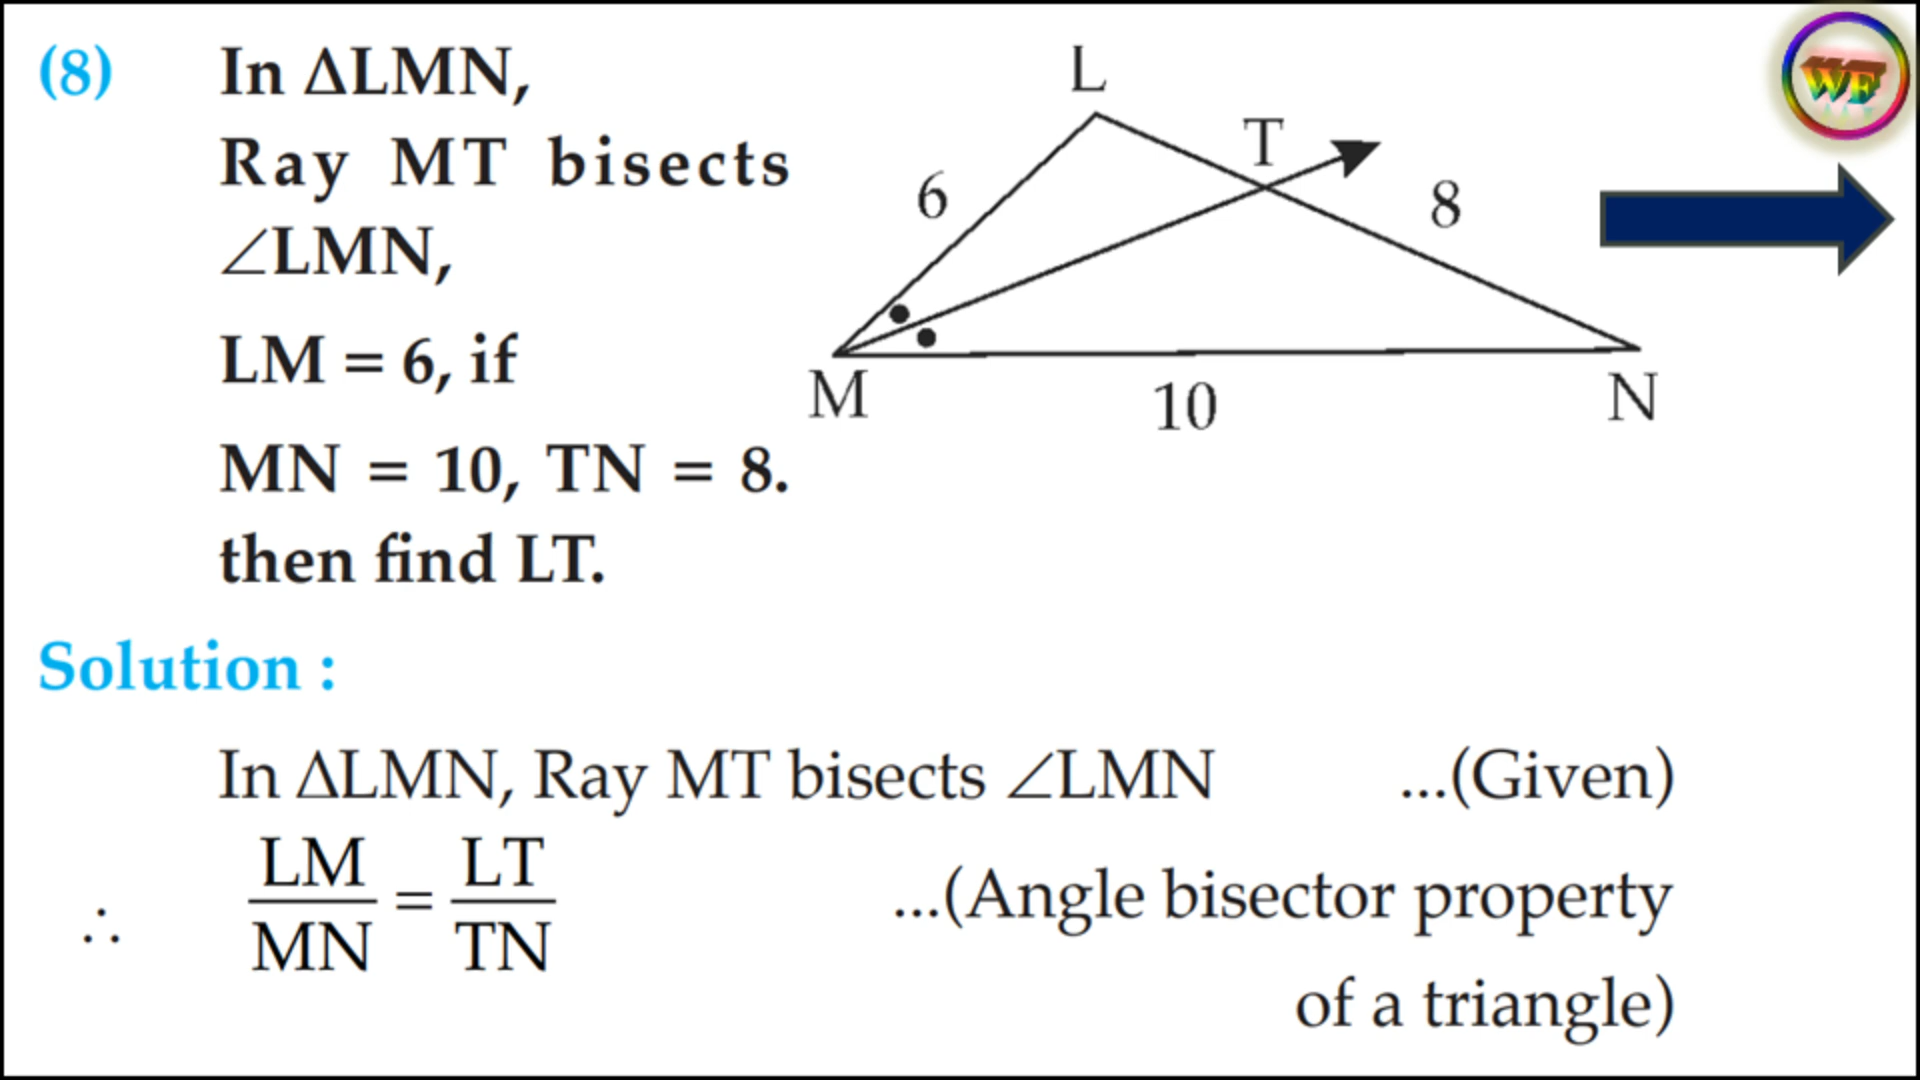 (8) In ΔLMN,
Ray MT bisects
∠LMN,
LM = 6, if
MN = 10, TN = 8.
then find LT.
L
T
6
8
M
10
N
WE
Solution :
In ΔLMN, Ray MT bisects ∠LMN ...(Given)
∴ LM/MN = LT/TN ...(Angle bisector property
of a triangle)